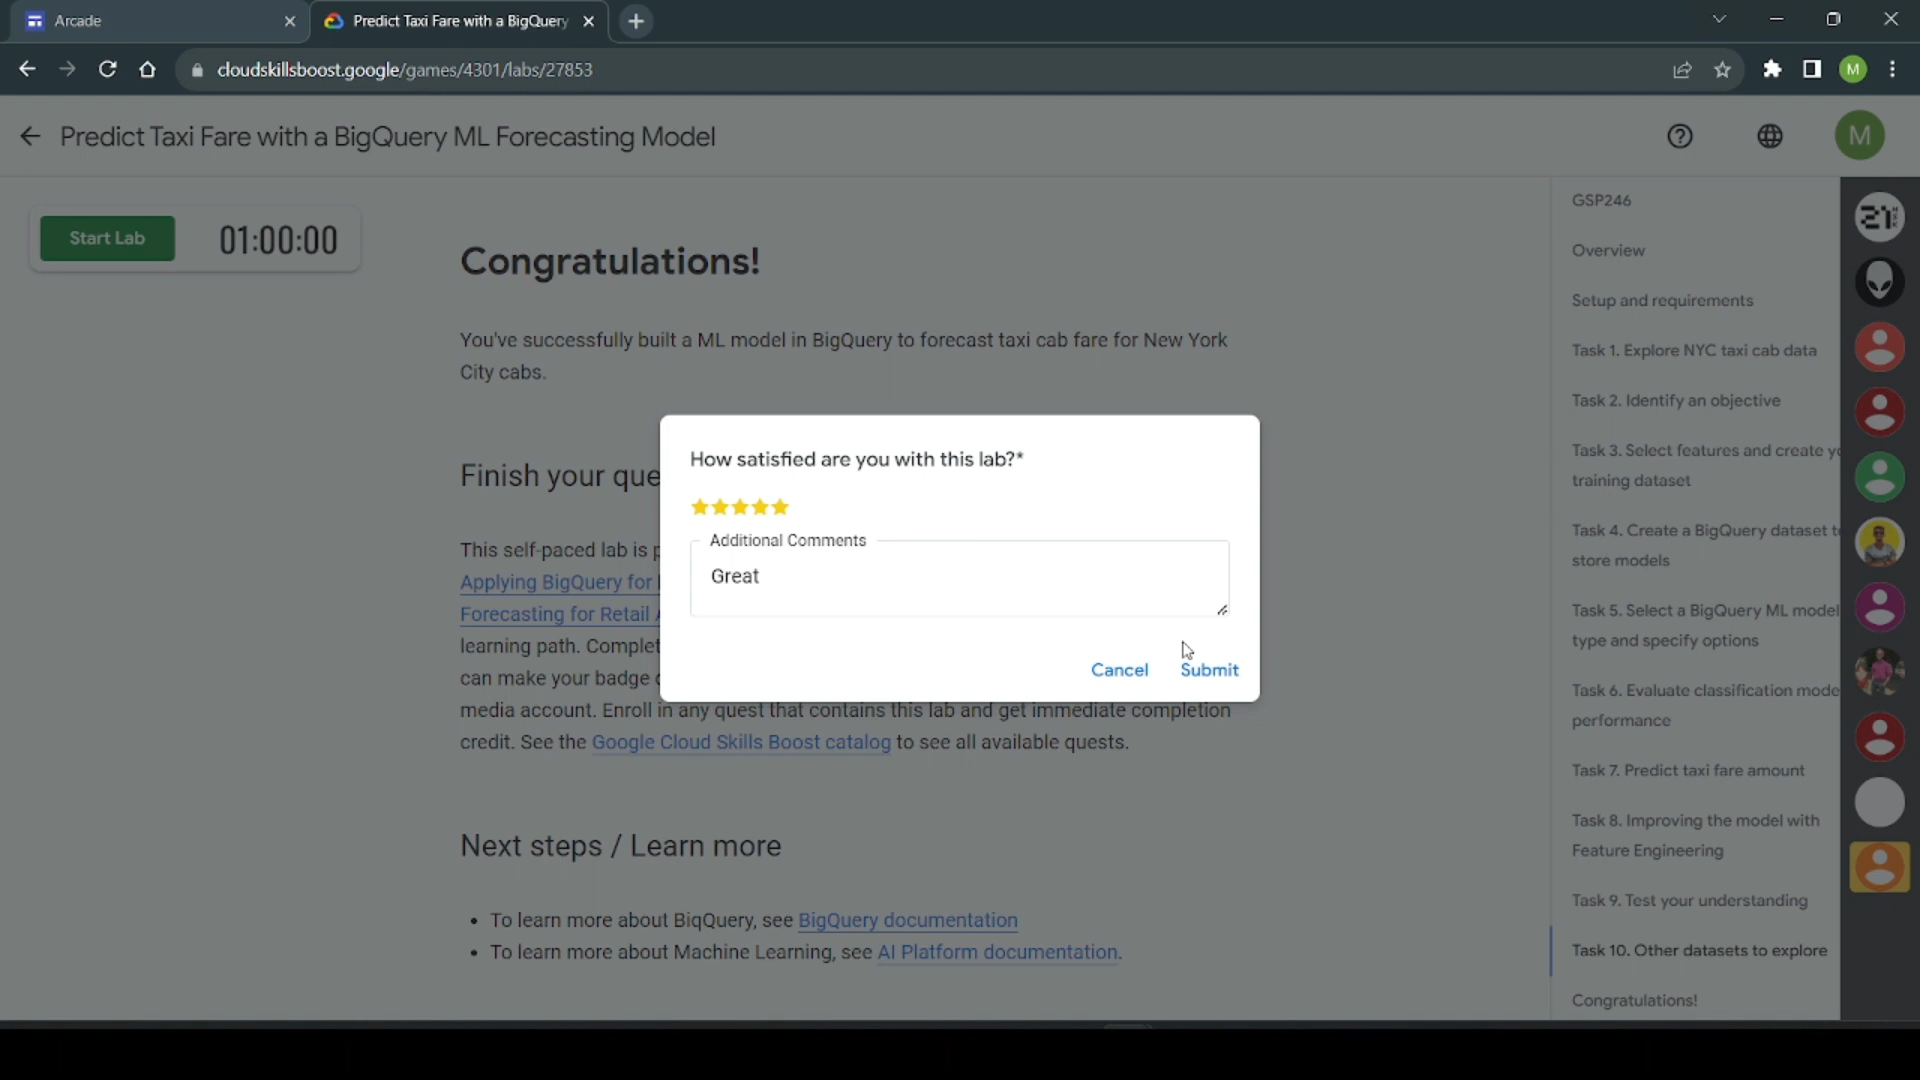 Arcade
Predict Taxi Fare with a BigQuery
cloudskillsboost.google/games/4301/labs/27853
M
Predict Taxi Fare with a BigQuery ML Forecasting Model
M
Start Lab
01:00:00
Congratulations!
You've successfully built a ML model in BigQuery to forecast taxi cab fare for New York
City cabs.
Finish your que
This self-paced lab is p
Applying BigQuery for
Forecasting for Retail
learning path. Complet
can make your badge
media account. Enroll in any quest that contains this lab and get immediate completion
credit. See the Google Cloud Skills Boost catalog to see all available quests.
Next steps / Learn more
• To learn more about BiqQuery, see BigQuery documentation
• To learn more about Machine Learning, see AI Platform documentation.
How satisfied are you with this lab?*
Additional Comments
Great
Cancel
Submit
GSP246
Overview
Setup and requirements
Task 1. Explore NYC taxi cab data
Task 2. Identify an objective
Task 3. Select features and create yo
training dataset
Task 4. Create a BigQuery dataset to
store models
Task 5. Select a BigQuery ML model
type and specify options
Task 6. Evaluate classification mode
performance
Task 7. Predict taxi fare amount
Task 8. Improving the model with
Feature Engineering
Task 9. Test your understanding
Task 10. Other datasets to explore
Congratulations!